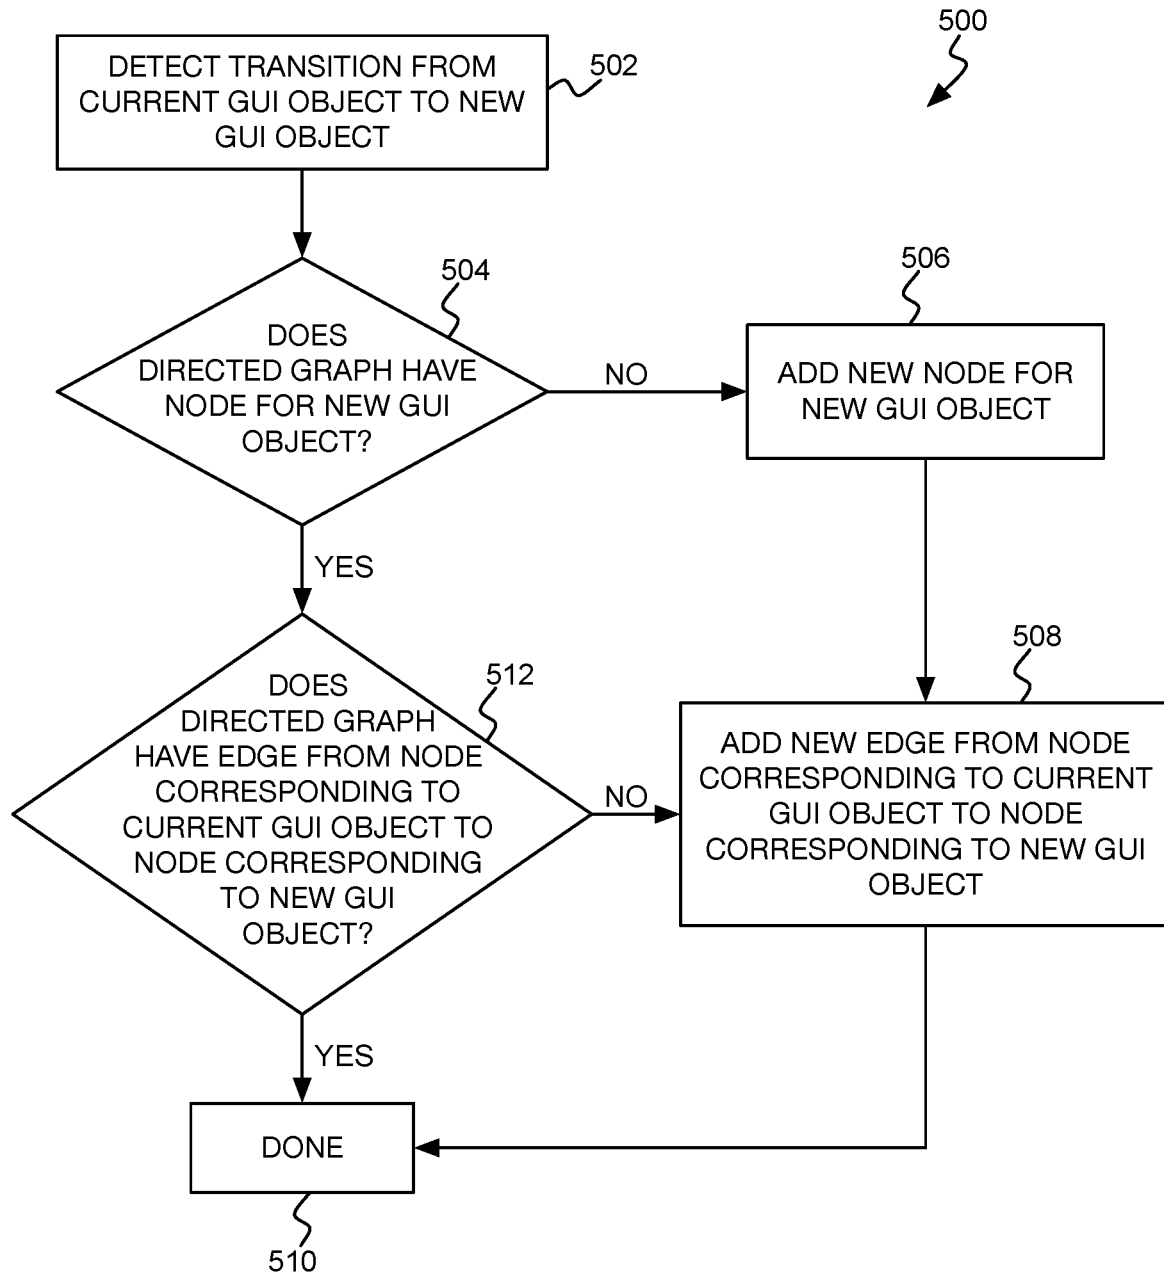 500
DETECT TRANSITION FROM
CURRENT GUI OBJECT TO NEW
GUI OBJECT
502
504
DOES
DIRECTED GRAPH HAVE
NODE FOR NEW GUI
OBJECT?
NO
506
ADD NEW NODE FOR
NEW GUI OBJECT
YES
512
DOES
DIRECTED GRAPH
HAVE EDGE FROM NODE
CORRESPONDING TO
CURRENT GUI OBJECT TO
NODE CORRESPONDING
TO NEW GUI
OBJECT?
NO
508
ADD NEW EDGE FROM NODE
CORRESPONDING TO CURRENT
GUI OBJECT TO NODE
CORRESPONDING TO NEW GUI
OBJECT
YES
DONE
510